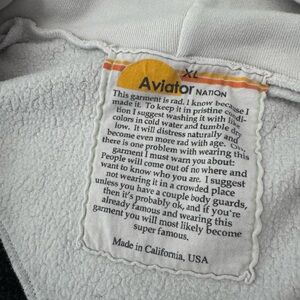 XL
Aviator NATION
This garment is rad. I know because I
made it. To keep it in pristine condi-
tion I suggest washing it with like
colors in cold water and tumble dry
low. It will distress naturally and
become even more rad with age.
there is one problem with wearing this
garment I must warn you about:
People will come out of no where and
want to know who you are. I suggest
not wearing it in a crowded place
unless you have a couple body guards,
then it's probably ok, and if you're
already famous and wearing this
garment you will most likely become
super famous.
Made in California, USA